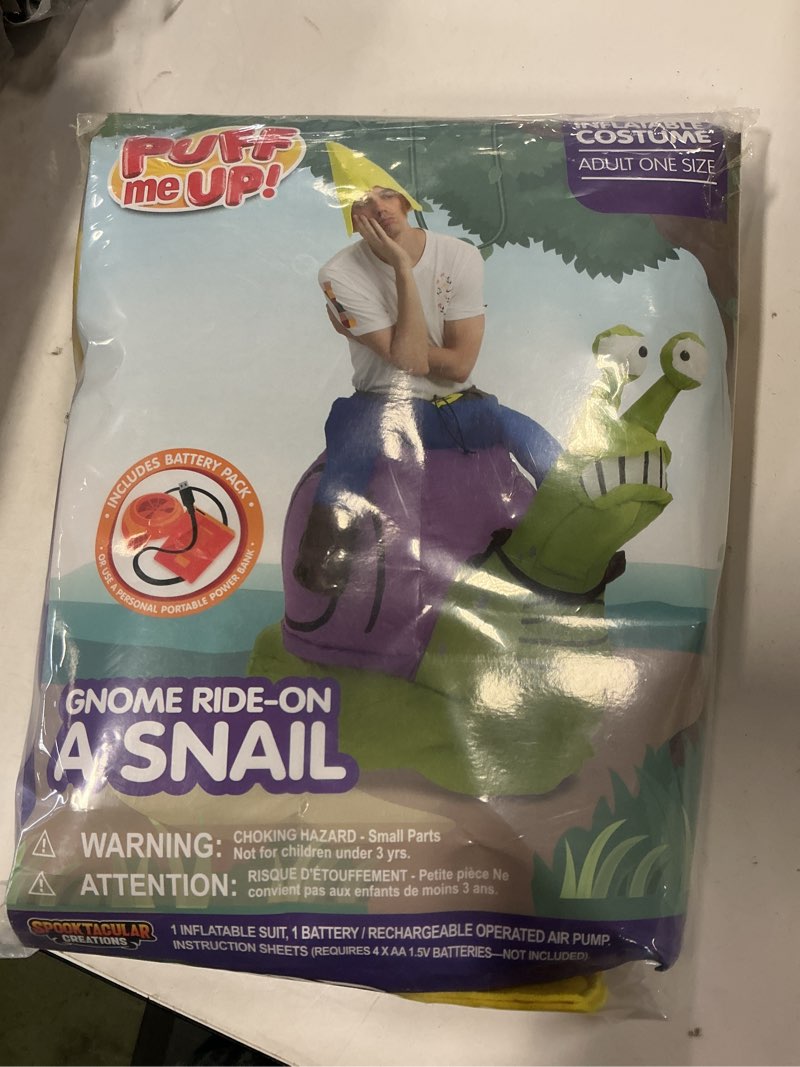 PUFF
me UP!
INFLATABLE
COSTUME
ADULT ONE SIZE
• INCLUDES BATTERY PACK •
OR USE A PERSONAL PORTABLE POWER BANK
GNOME RIDE-ON
A SNAIL
WARNING: CHOKING HAZARD - Small Parts
Not for children under 3 yrs.
ATTENTION: RISQUE D'ÉTOUFFEMENT - Petite pièce Ne
convient pas aux enfants de moins 3 ans.
SPOOKTACULAR
CREATIONS
1 INFLATABLE SUIT, 1 BATTERY / RECHARGEABLE OPERATED AIR PUMP.
INSTRUCTION SHEETS (REQUIRES 4 X AA 1.5V BATTERIES—NOT INCLUDED)